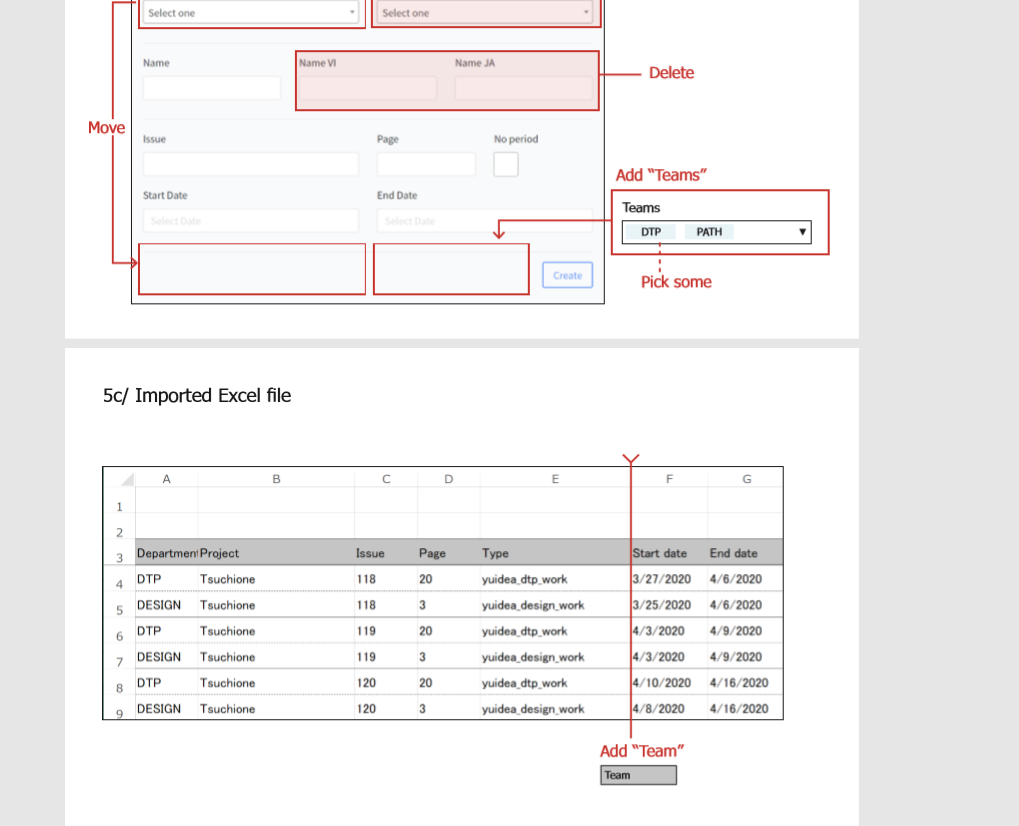 Select one Select one
Name Name VI Name JA
Delete
Move
Issue Page No period
Add “Teams”
Start Date End Date
Teams
Select Date Select Date
DTP PATH ▼
Create
Pick some
5c/ Imported Excel file
A B C D E F G
1
2
3 Department Project Issue Page Type Start date End date
4 DTP Tsuchione 118 20 yuidea_dtp_work 3/27/2020 4/6/2020
5 DESIGN Tsuchione 118 3 yuidea_design_work 3/25/2020 4/6/2020
6 DTP Tsuchione 119 20 yuidea_dtp_work 4/3/2020 4/9/2020
7 DESIGN Tsuchione 119 3 yuidea_design_work 4/3/2020 4/9/2020
8 DTP Tsuchione 120 20 yuidea_dtp_work 4/10/2020 4/16/2020
9 DESIGN Tsuchione 120 3 yuidea_design_work 4/8/2020 4/16/2020
Add “Team”
Team